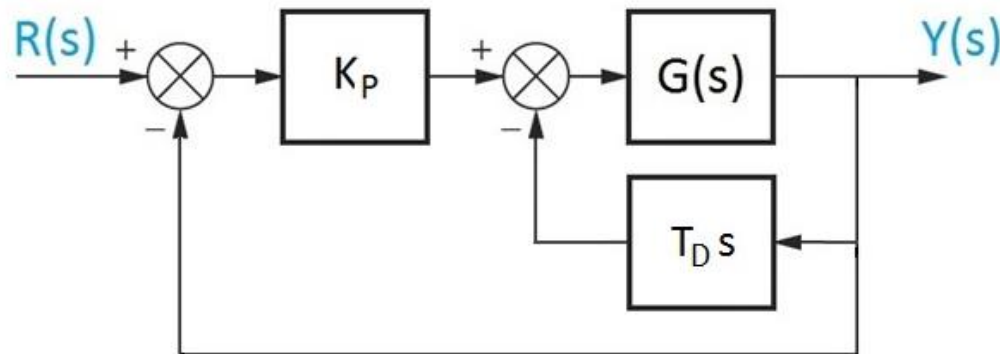 R(s)
+
−
K_P
+
−
G(s)
Y(s)
T_D s